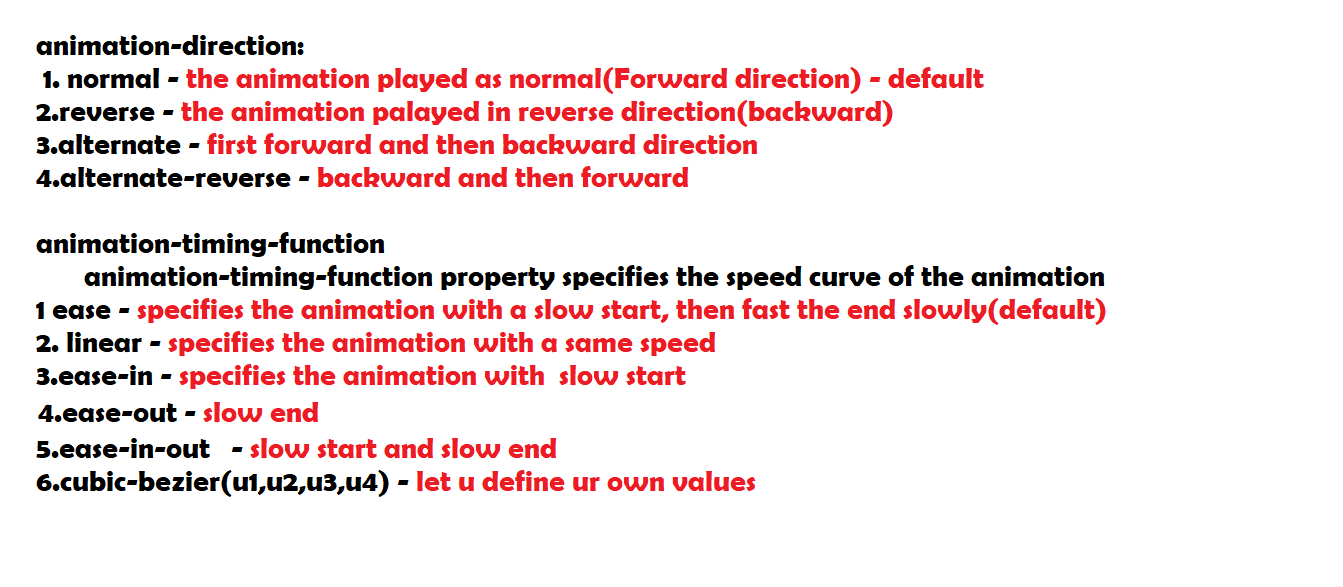 animation-direction:
1. normal - the animation played as normal(Forward direction) - default
2.reverse - the animation palayed in reverse direction(backward)
3.alternate - first forward and then backward direction
4.alternate-reverse - backward and then forward
animation-timing-function
animation-timing-function property specifies the speed curve of the animation
1 ease - specifies the animation with a slow start, then fast the end slowly(default)
2. linear - specifies the animation with a same speed
3.ease-in - specifies the animation with  slow start
4.ease-out - slow end
5.ease-in-out   - slow start and slow end
6.cubic-bezier(u1,u2,u3,u4) - let u define ur own values